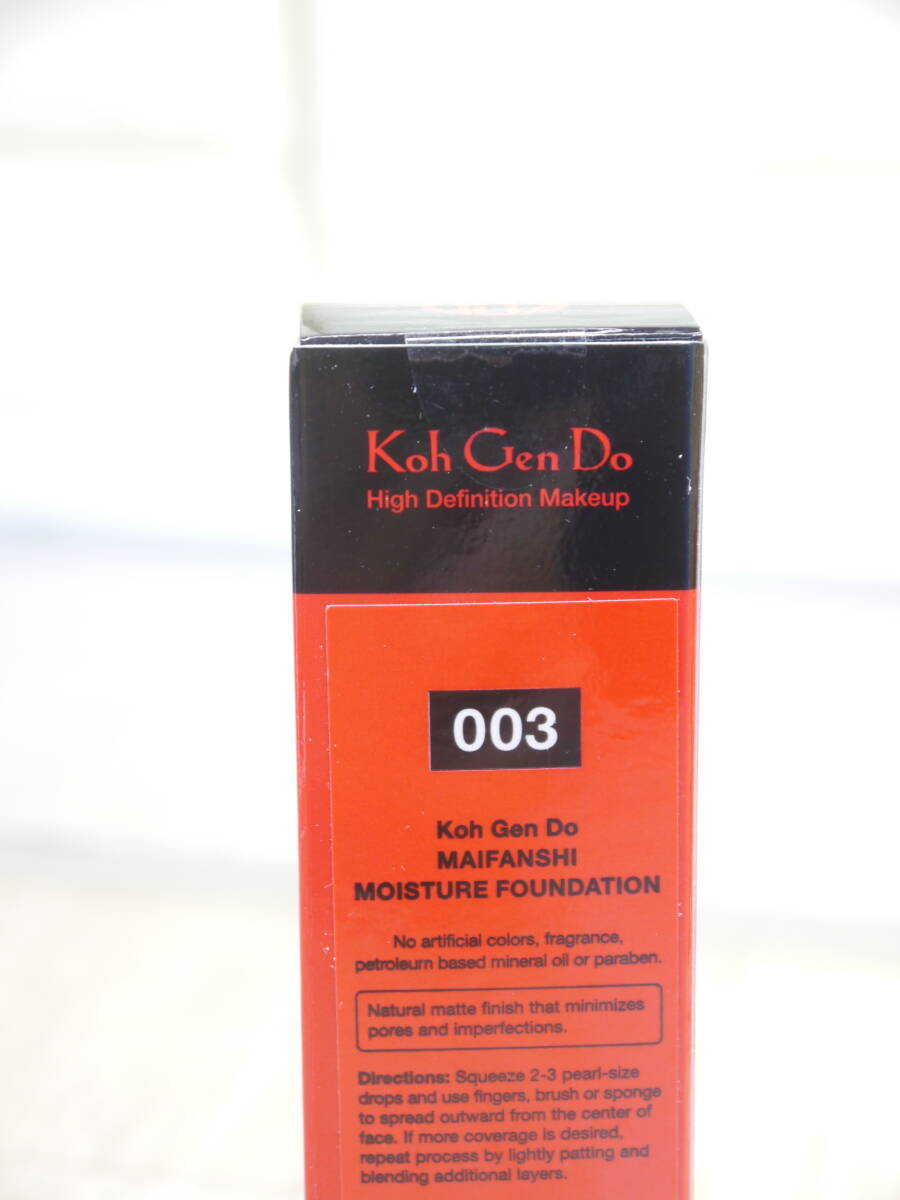 Koh Gen Do
High Definition Makeup
003
Koh Gen Do
MAIFANSHI
MOISTURE FOUNDATION
No artificial colors, fragrance,
petroleum based mineral oil or paraben.
Natural matte finish that minimizes
pores and imperfections.
Directions: Squeeze 2-3 pearl-size
drops and use fingers, brush or sponge
to spread outward from the center of
face. If more coverage is desired,
repeat process by lightly patting and
blending additional layers.